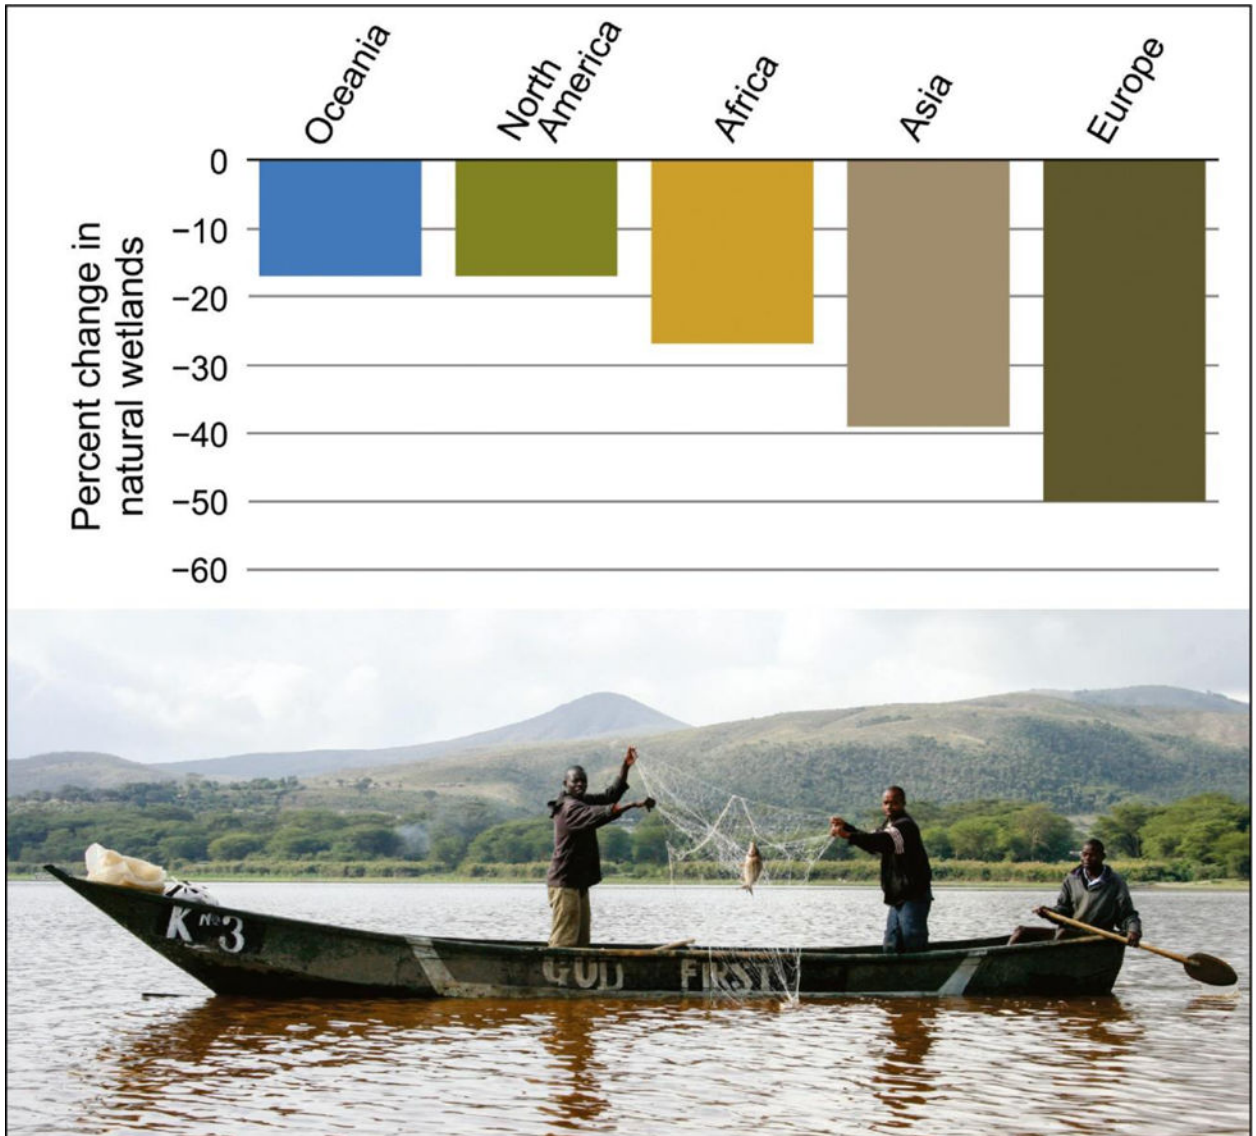 Oceania
North
America
Africa
Asia
Europe
0
−10
−20
−30
−40
−50
−60
Percent change in
natural wetlands
K No 3
GOD FIRST